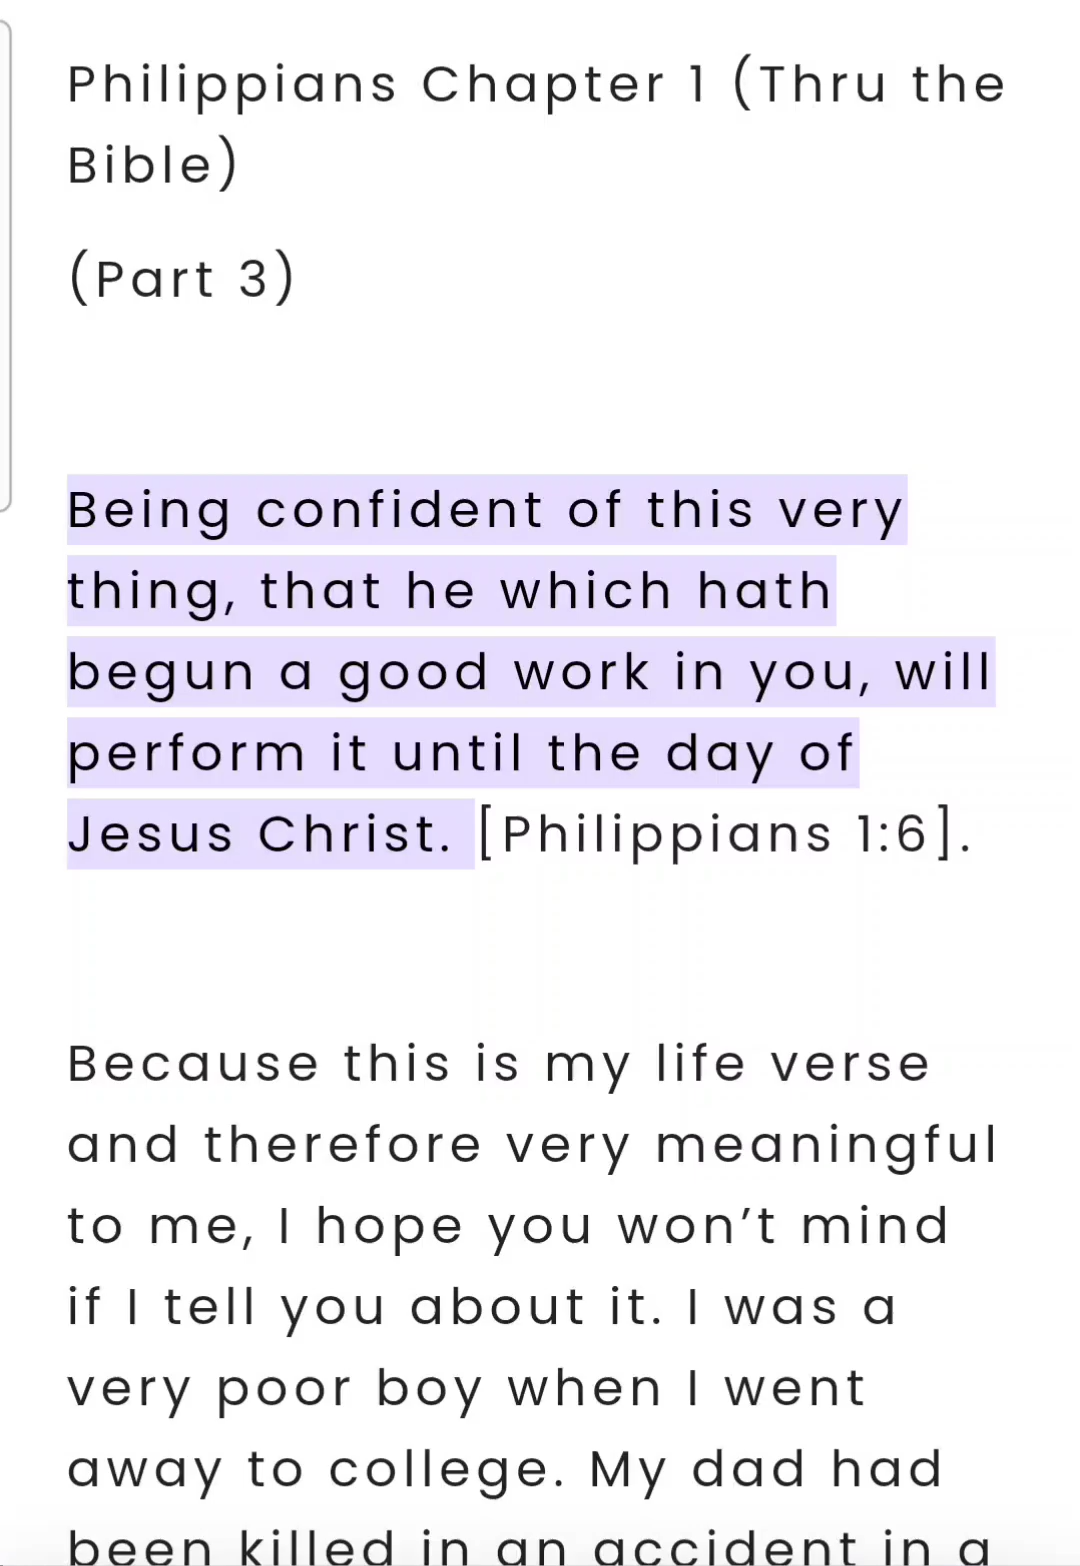 Philippians Chapter 1 (Thru the
Bible)
(Part 3)
Being confident of this very
thing, that he which hath
begun a good work in you, will
perform it until the day of
Jesus Christ. [Philippians 1:6].
Because this is my life verse
and therefore very meaningful
to me, I hope you won’t mind
if I tell you about it. I was a
very poor boy when I went
away to college. My dad had
been killed in an accident in a